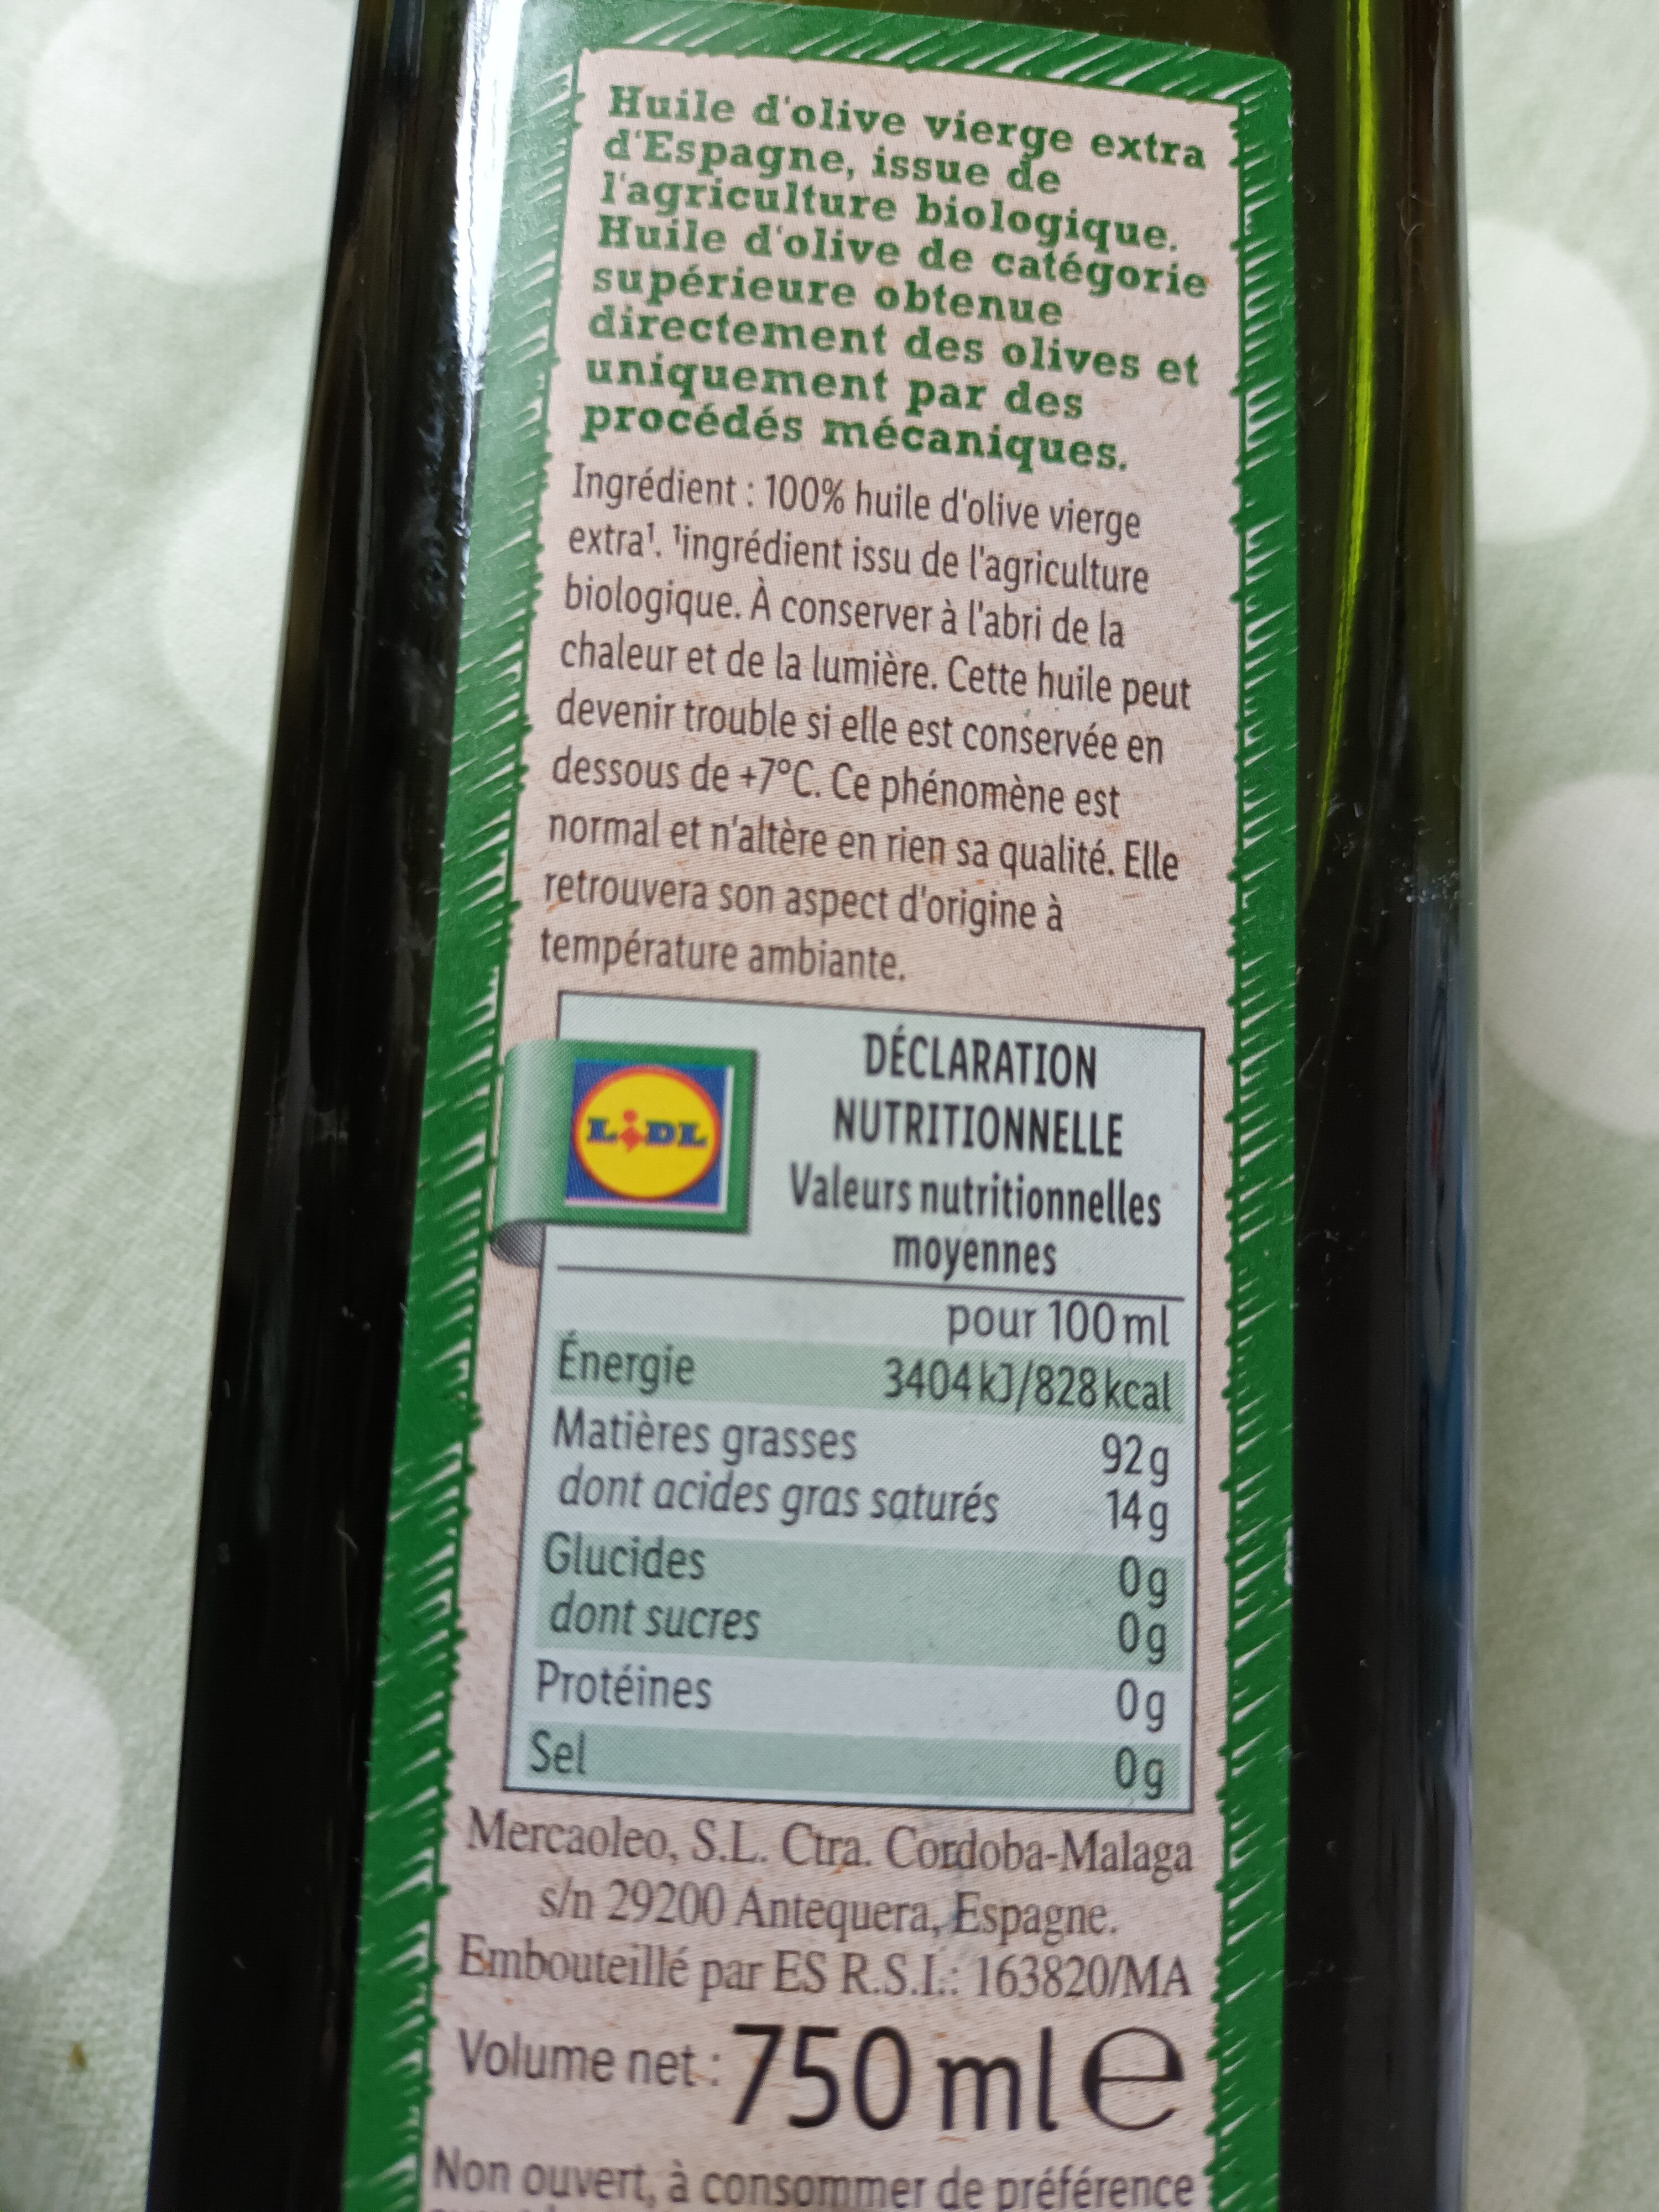 Huile d'olive vierge extra
d'Espagne, issue de
l'agriculture biologique.
Huile d'olive de catégorie
supérieure obtenue
directement des olives et
uniquement par des
procédés mécaniques.
Ingrédient : 100% huile d'olive vierge
extra¹. ¹ingrédient issu de l'agriculture
biologique. À conserver à l'abri de la
chaleur et de la lumière. Cette huile peut
devenir trouble si elle est conservée en
dessous de +7°C. Ce phénomène est
normal et n'altère en rien sa qualité. Elle
retrouvera son aspect d'origine à
température ambiante.
LiDL
DÉCLARATION
NUTRITIONNELLE
Valeurs nutritionnelles
moyennes
pour 100 ml
Énergie 3404 kJ/828 kcal
Matières grasses 92 g
dont acides gras saturés 14 g
Glucides 0 g
dont sucres 0 g
Protéines 0 g
Sel 0 g
Mercaoleo, S.L. Ctra. Cordoba-Malaga
s/n 29200 Antequera, Espagne.
Embouteillé par ES R.S.I.: 163820/MA
Volume net : 750 ml e
Non ouvert, à consommer de préférence